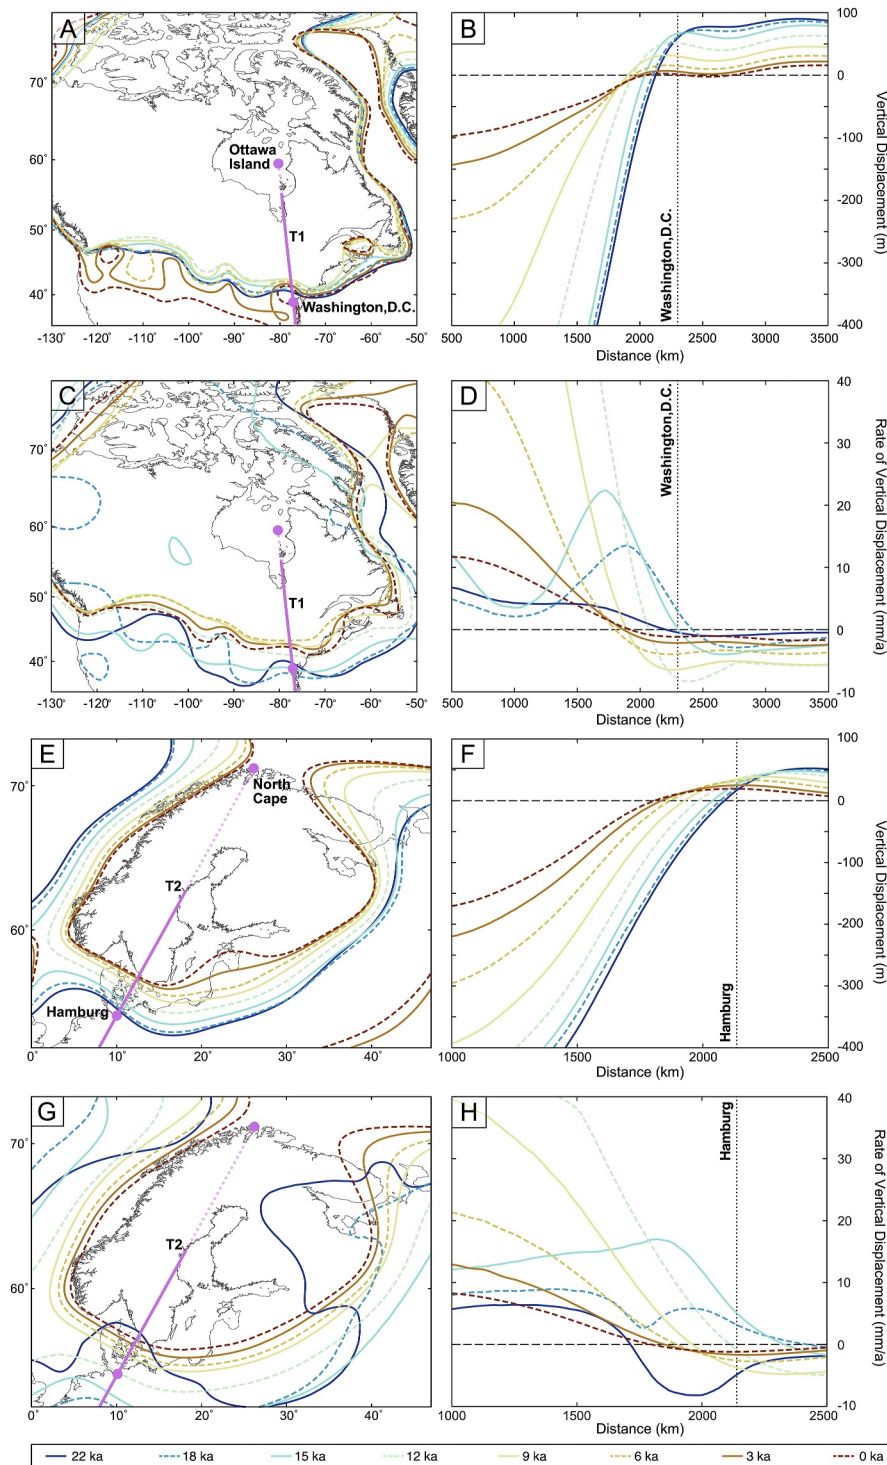 A
70°
60°
50°
40°
Ottawa
Island
T1
Washington,D.C.
-130° -120° -110° -100° -90° -80° -70° -60° -50°
B
100
0
-100
-200
-300
-400
Vertical Displacement (m)
Washington,D.C.
500 1000 1500 2000 2500 3000 3500
Distance (km)
C
70°
60°
50°
40°
T1
-130° -120° -110° -100° -90° -80° -70° -60° -50°
D
40
30
20
10
0
-10
Rate of Vertical Displacement (mm/a)
Washington,D.C.
500 1000 1500 2000 2500 3000 3500
Distance (km)
E
70°
60°
North
Cape
T2
Hamburg
0° 10° 20° 30° 40°
F
100
0
-100
-200
-300
-400
Vertical Displacement (m)
Hamburg
1000 1500 2000 2500
Distance (km)
G
70°
60°
T2
0° 10° 20° 30° 40°
H
40
30
20
10
0
-10
Rate of Vertical Displacement (mm/a)
Hamburg
1000 1500 2000 2500
Distance (km)
22 ka 18 ka 15 ka 12 ka 9 ka 6 ka 3 ka 0 ka